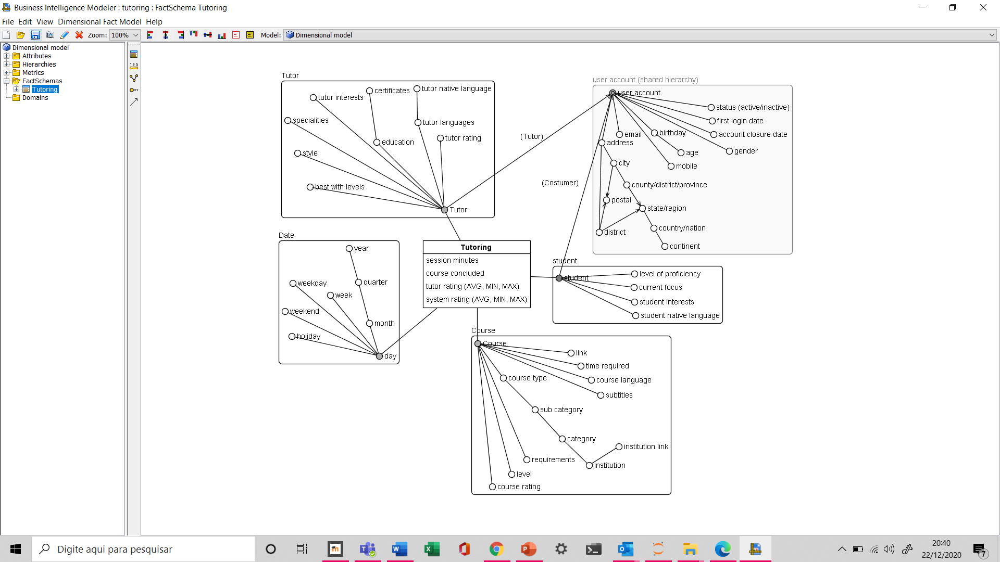 Business Intelligence Modeler : tutoring : FactSchema Tutoring
File Edit View Dimensional Fact Model Help
Zoom: 100% Model: Dimensional model
Dimensional model
Attributes
Hierarchies
Metrics
FactSchemas
Tutoring
Domains
1 2 3
XY
Tutor
tutor interests
certificates
tutor native language
specialities
tutor languages
education
tutor rating
style
best with levels
Tutor
(Tutor)
(Costumer)
user account (shared hierarchy)
user account
status (active/inactive)
first login date
email
birthday
account closure date
address
age
gender
city
mobile
county/district/province
postal
state/region
district
country/nation
continent
Date
year
weekday
quarter
week
weekend
month
holiday
day
Tutoring
session minutes
course concluded
tutor rating (AVG, MIN, MAX)
system rating (AVG, MIN, MAX)
student
student
level of proficiency
current focus
student interests
student native language
Course
Course
link
time required
course type
course language
subtitles
sub category
category
institution link
requirements
institution
level
course rating
Digite aqui para pesquisar
20:40
22/12/2020
7